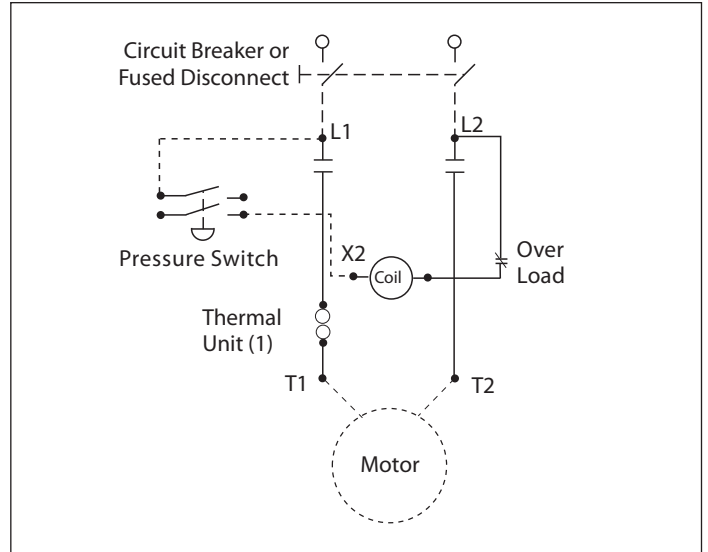 Circuit Breaker or
Fused Disconnect
L1
L2
Pressure Switch
X2
Coil
Over
Load
Thermal
Unit (1)
T1
T2
Motor